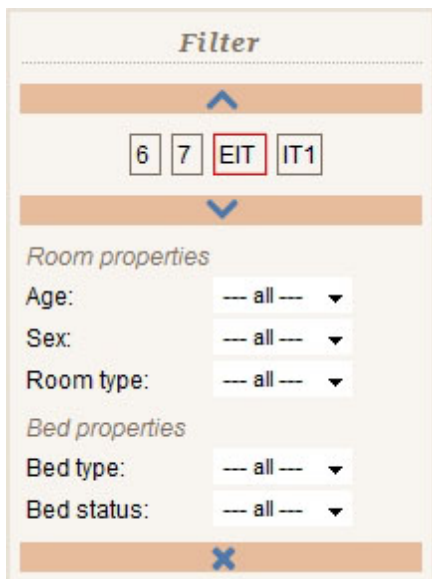 Filter
6 7 EIT IT1
Room properties
Age: --- all ---
Sex: --- all ---
Room type: --- all ---
Bed properties
Bed type: --- all ---
Bed status: --- all ---